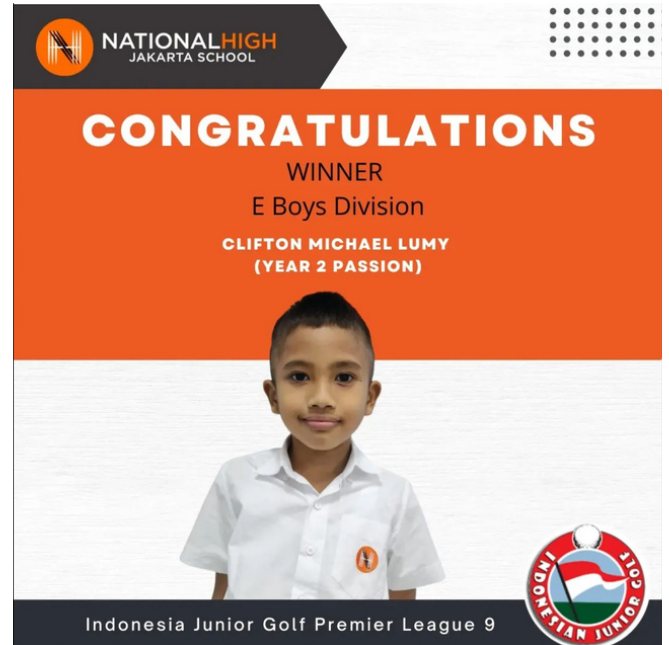 NATIONALHIGH
JAKARTA SCHOOL
CONGRATULATIONS
WINNER
E Boys Division
CLIFTON MICHAEL LUMY
(YEAR 2 PASSION)
Indonesia Junior Golf Premier League 9
INDONESIAN JUNIOR GOLF